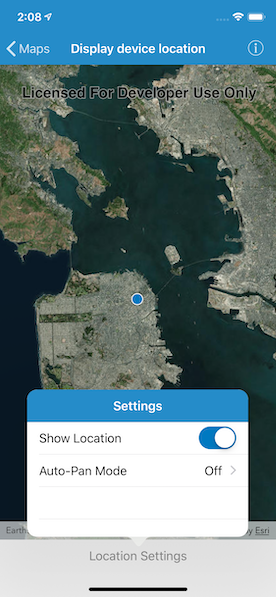 2:08
Maps
Display device location
Licensed For Developer Use Only
Settings
Show Location
Auto-Pan Mode
Off
Earth
by Esri
Location Settings